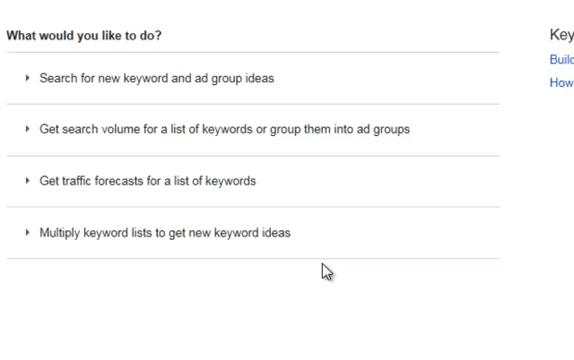 What would you like to do?
Search for new keyword and ad group ideas
Get search volume for a list of keywords or group them into ad groups
Get traffic forecasts for a list of keywords
Multiply keyword lists to get new keyword ideas
Key
Build
How